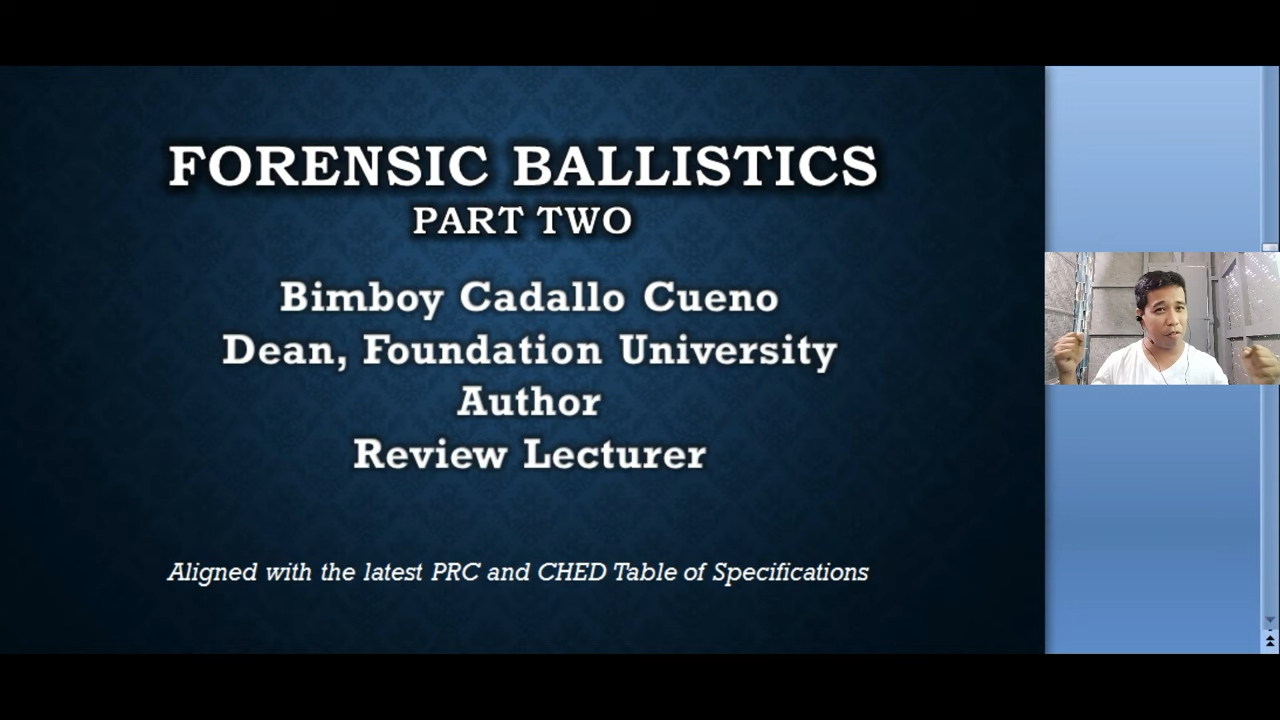 FORENSIC BALLISTICS
PART TWO
Bimboy Cadallo Cueno
Dean, Foundation University
Author
Review Lecturer
Aligned with the latest PRC and CHED Table of Specifications